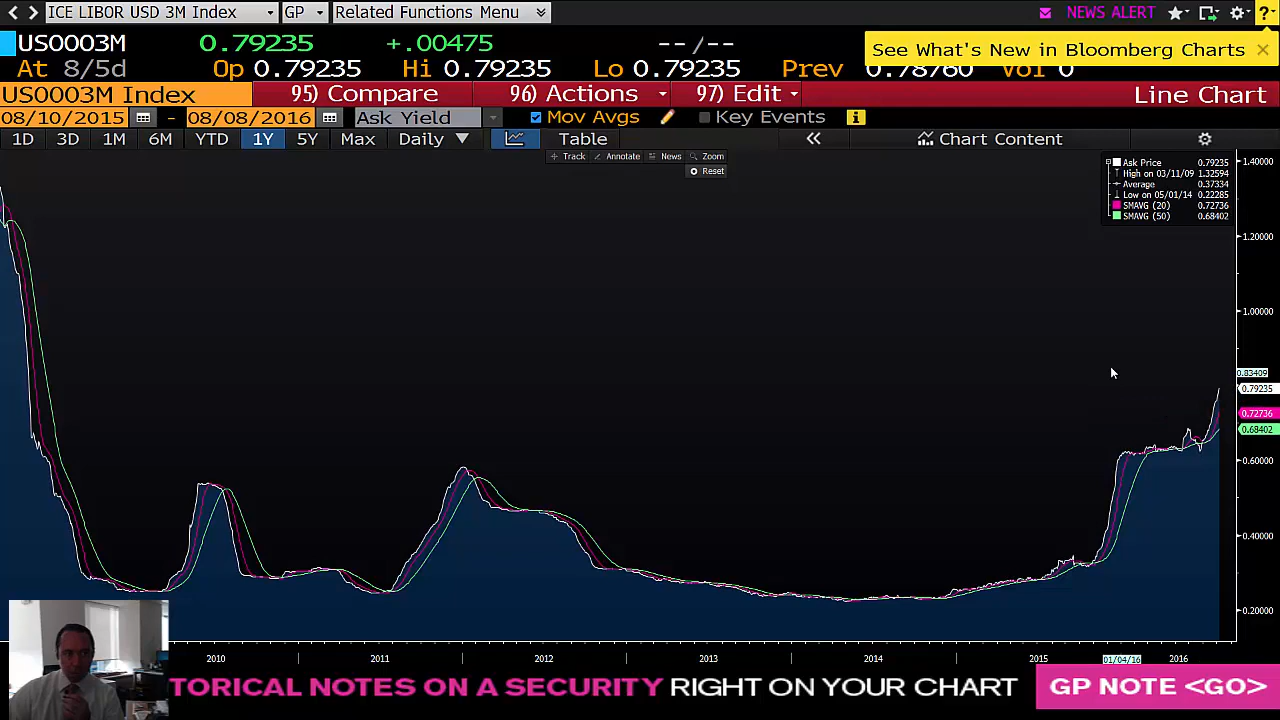 ICE LIBOR USD 3M Index GP Related Functions Menu NEWS ALERT ?
US0003M 0.79235 +.00475 --/--
See What's New in Bloomberg Charts
At 8/5d Op 0.79235 Hi 0.79235 Lo 0.79235 Prev 0.78760 Vol 0
US0003M Index 95) Compare 96) Actions 97) Edit Line Chart
08/10/2015 - 08/08/2016 Ask Yield Mov Avgs Key Events
1D 3D 1M 6M YTD 1Y 5Y Max Daily Table Chart Content
Track Annotate News Zoom
Reset
Ask Price 0.79235
High on 03/11/09 1.32594
Average 0.37334
Low on 05/01/14 0.22285
SMAVG (20) 0.72736
SMAVG (50) 0.68402
1.40000
1.20000
1.00000
0.83409
0.79235
0.72736
0.68402
0.60000
0.40000
0.20000
2010 2011 2012 2013 2014 2015 01/04/16 2016
TORICAL NOTES ON A SECURITY RIGHT ON YOUR CHART GP NOTE <GO>